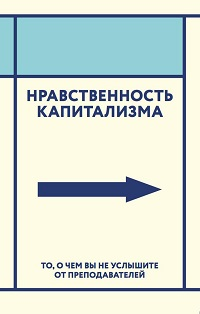 НРАВСТВЕННОСТЬ
КАПИТАЛИЗМА
ТО, О ЧЕМ ВЫ НЕ УСЛЫШИТЕ
ОТ ПРЕПОДАВАТЕЛЕЙ